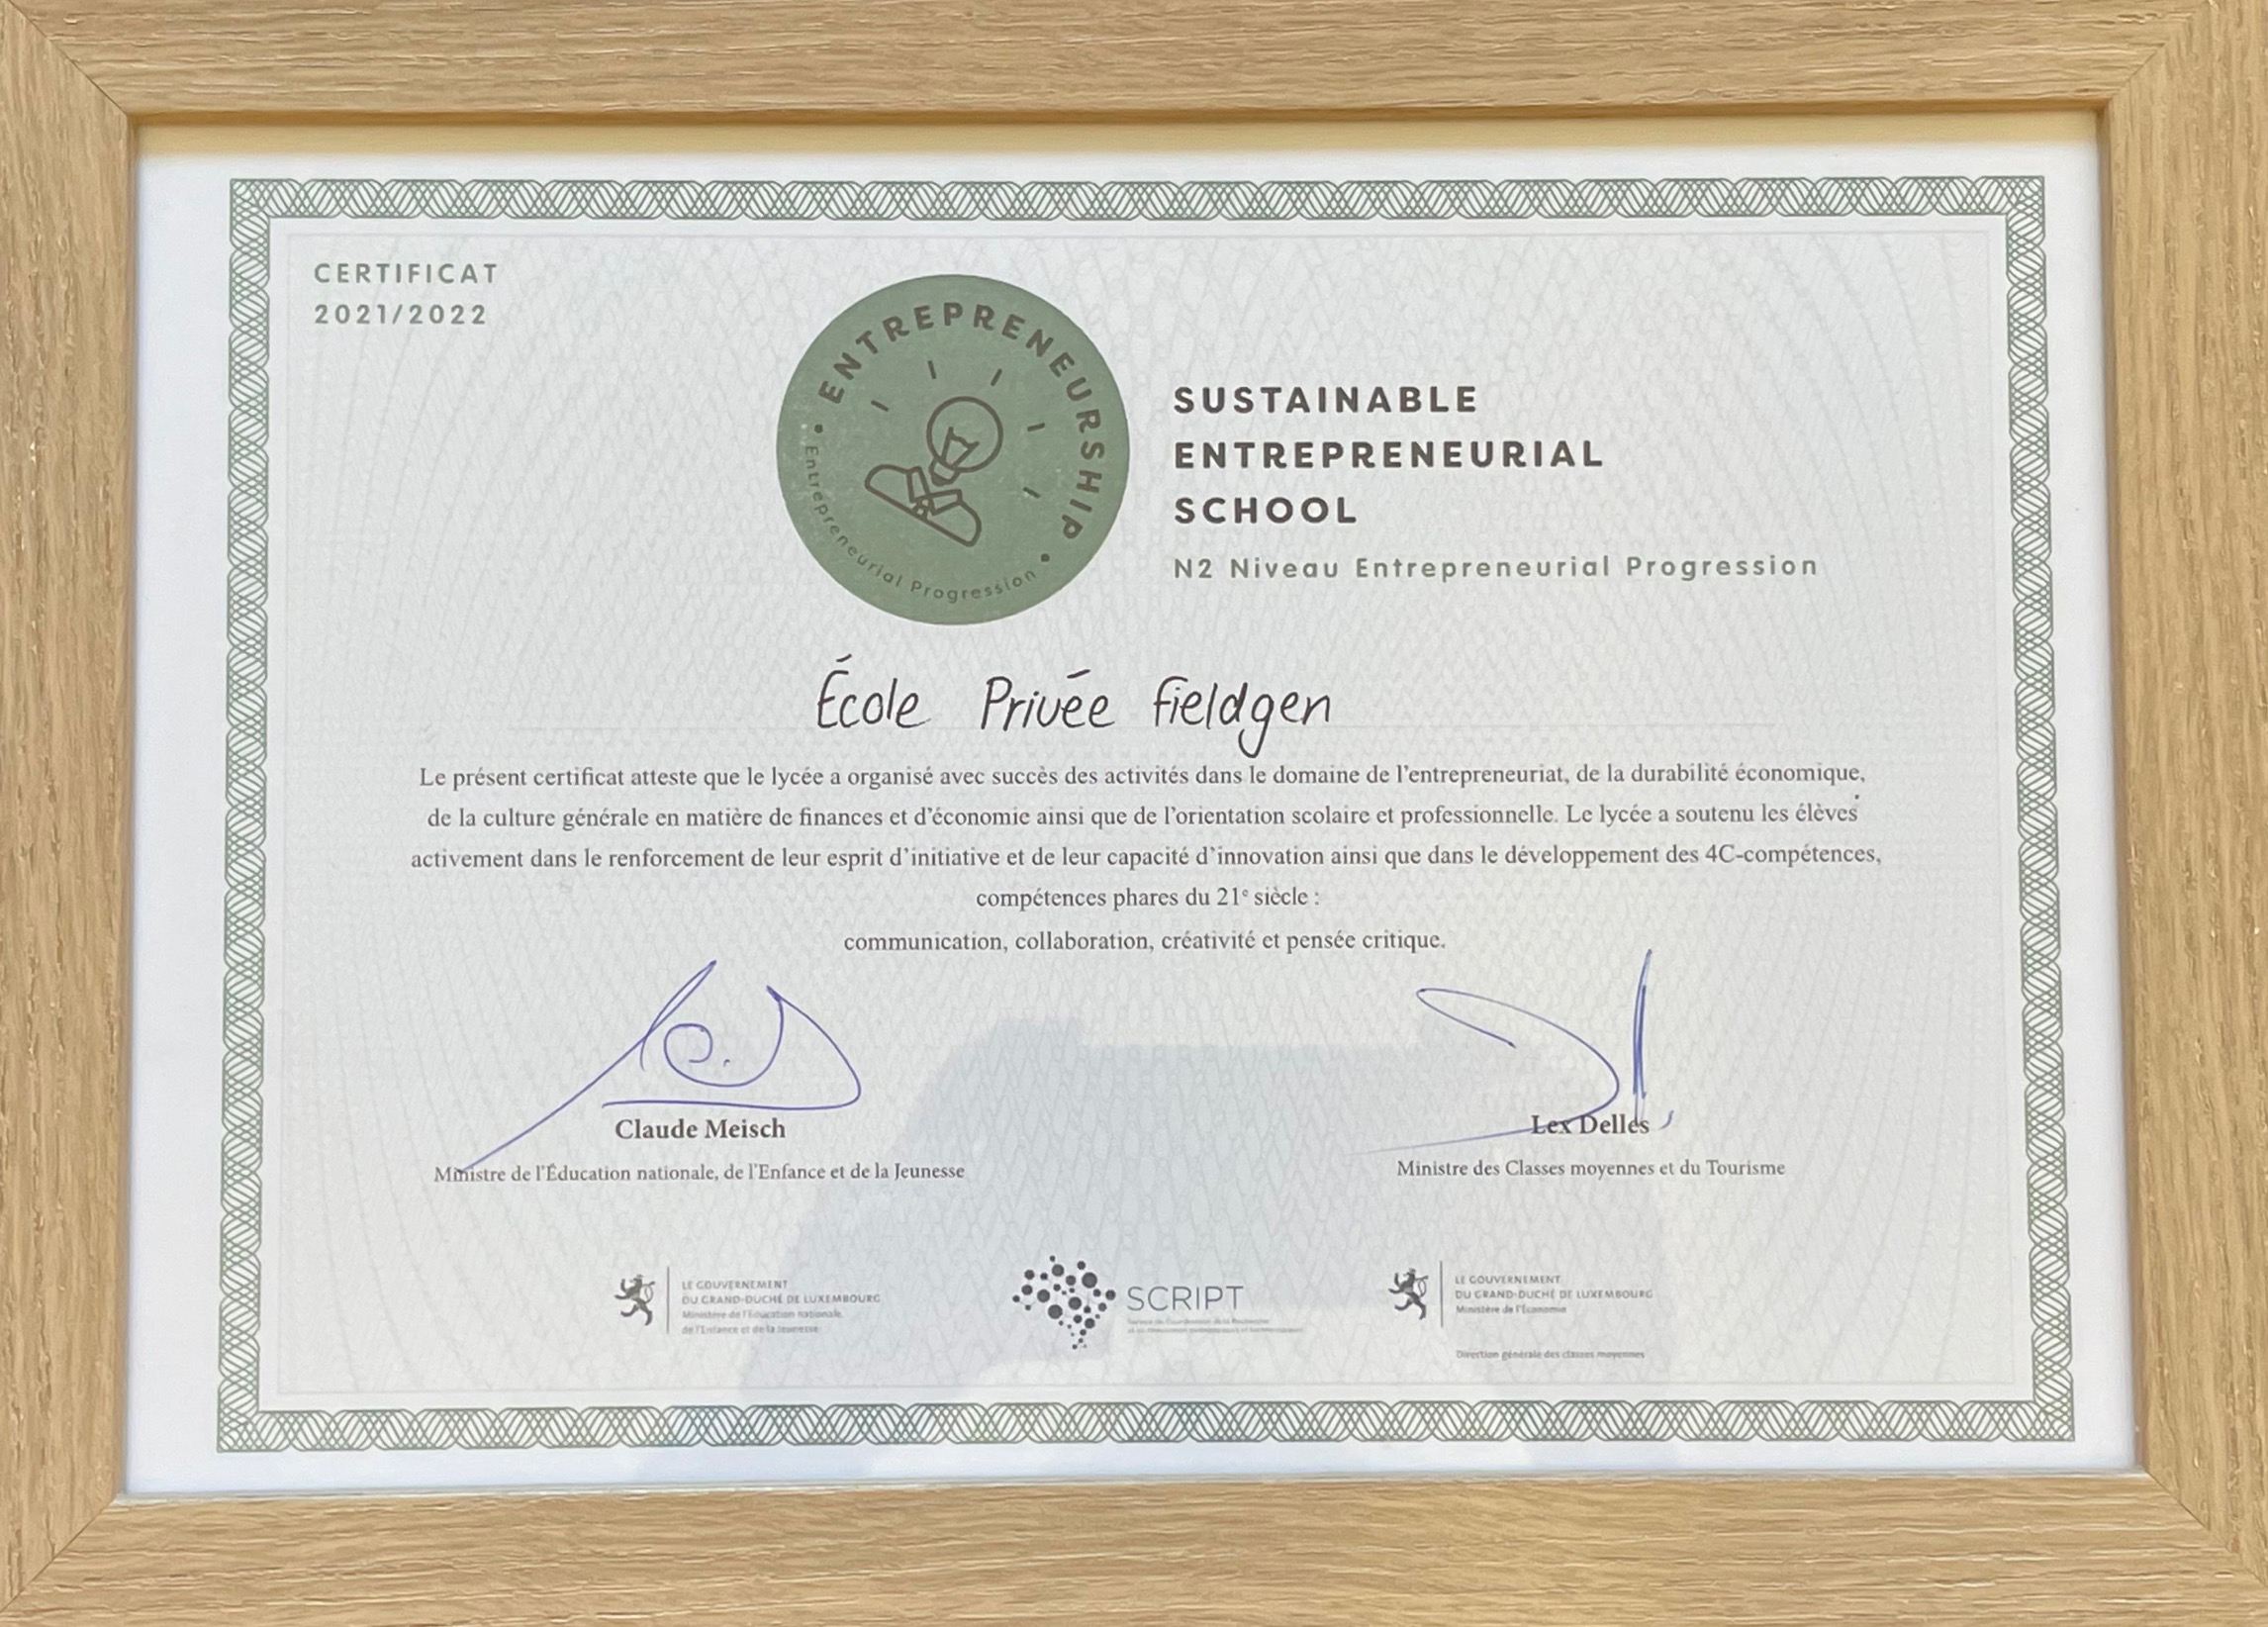 CERTIFICAT
2021/2022
• ENTREPRENEURSHIP •
Entrepreneurial Progression
SUSTAINABLE
ENTREPRENEURIAL
SCHOOL
N2 Niveau Entrepreneurial Progression
École Privée fieldgen
Le présent certificat atteste que le lycée a organisé avec succès des activités dans le domaine de l'entrepreneuriat, de la durabilité économique,
de la culture générale en matière de finances et d'économie ainsi que de l'orientation scolaire et professionnelle. Le lycée a soutenu les élèves
activement dans le renforcement de leur esprit d'initiative et de leur capacité d'innovation ainsi que dans le développement des 4C-compétences,
compétences phares du 21e siècle :
communication, collaboration, créativité et pensée critique.
Claude Meisch
Ministre de l'Éducation nationale, de l'Enfance et de la Jeunesse
Lex Delles
Ministre des Classes moyennes et du Tourisme
LE GOUVERNEMENT
DU GRAND-DUCHÉ DE LUXEMBOURG
Ministère de l'Éducation nationale,
de l'Enfance et de la Jeunesse
SCRIPT
Service de Coordination de la Recherche
LE GOUVERNEMENT
DU GRAND-DUCHÉ DE LUXEMBOURG
Ministère de l'Économie
Direction générale des classes moyennes